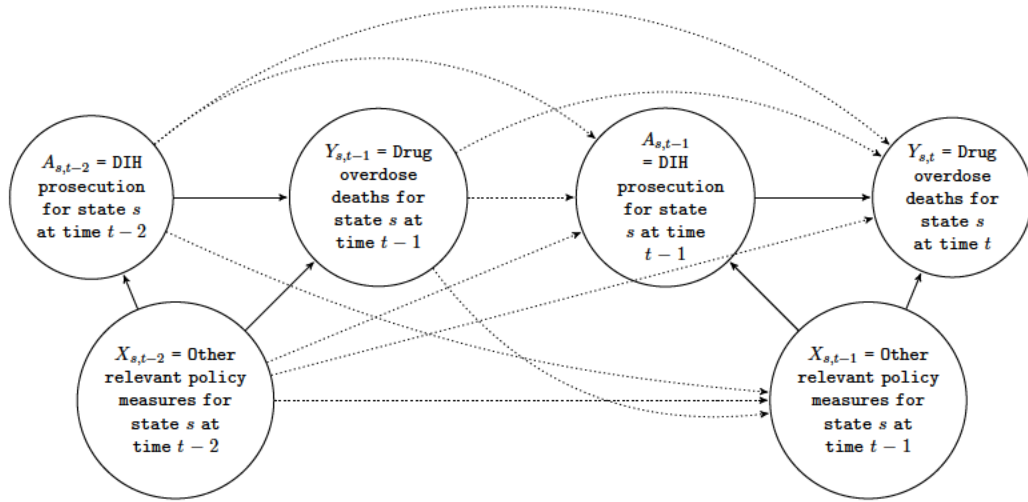 A_{s,t−2} = DIH
prosecution
for state s
at time t − 2
Y_{s,t−1} = Drug
overdose
deaths for
state s at
time t − 1
A_{s,t−1}
= DIH
prosecution
for state
s at time
t − 1
Y_{s,t} = Drug
overdose
deaths for
state s
at time t
X_{s,t−2} = Other
relevant policy
measures for
state s at
time t − 2
X_{s,t−1} = Other
relevant policy
measures for
state s at
time t − 1